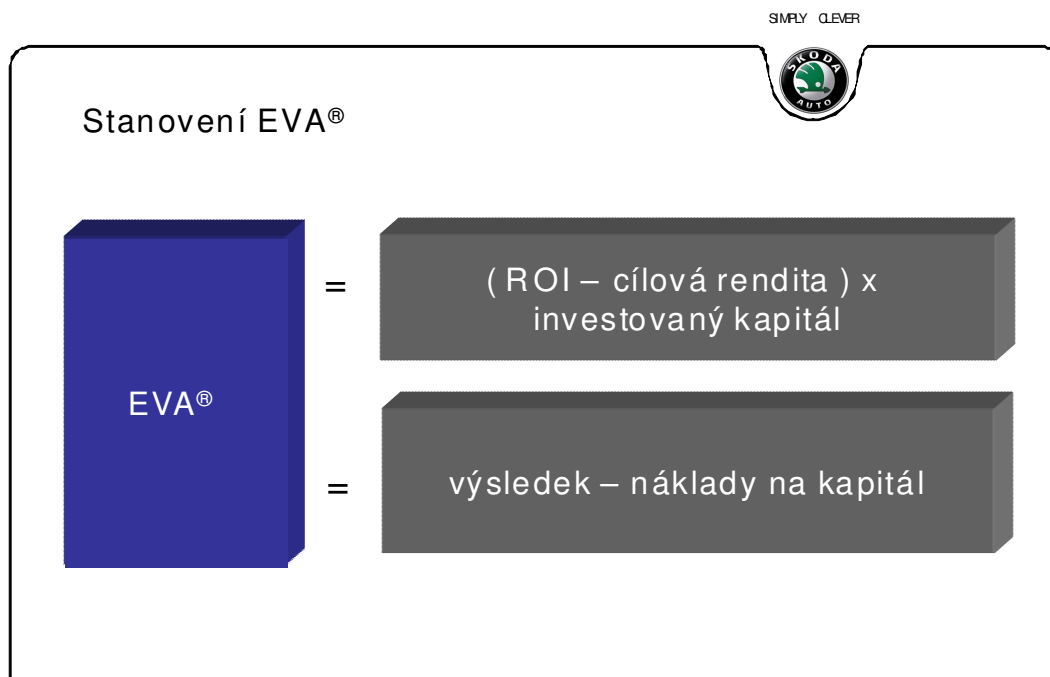 SIMPLY CLEVER
ŠKODA
AUTO
Stanovení EVA®
EVA®
=
( ROI – cílová rendita ) x
investovaný kapitál
=
výsledek – náklady na kapitál